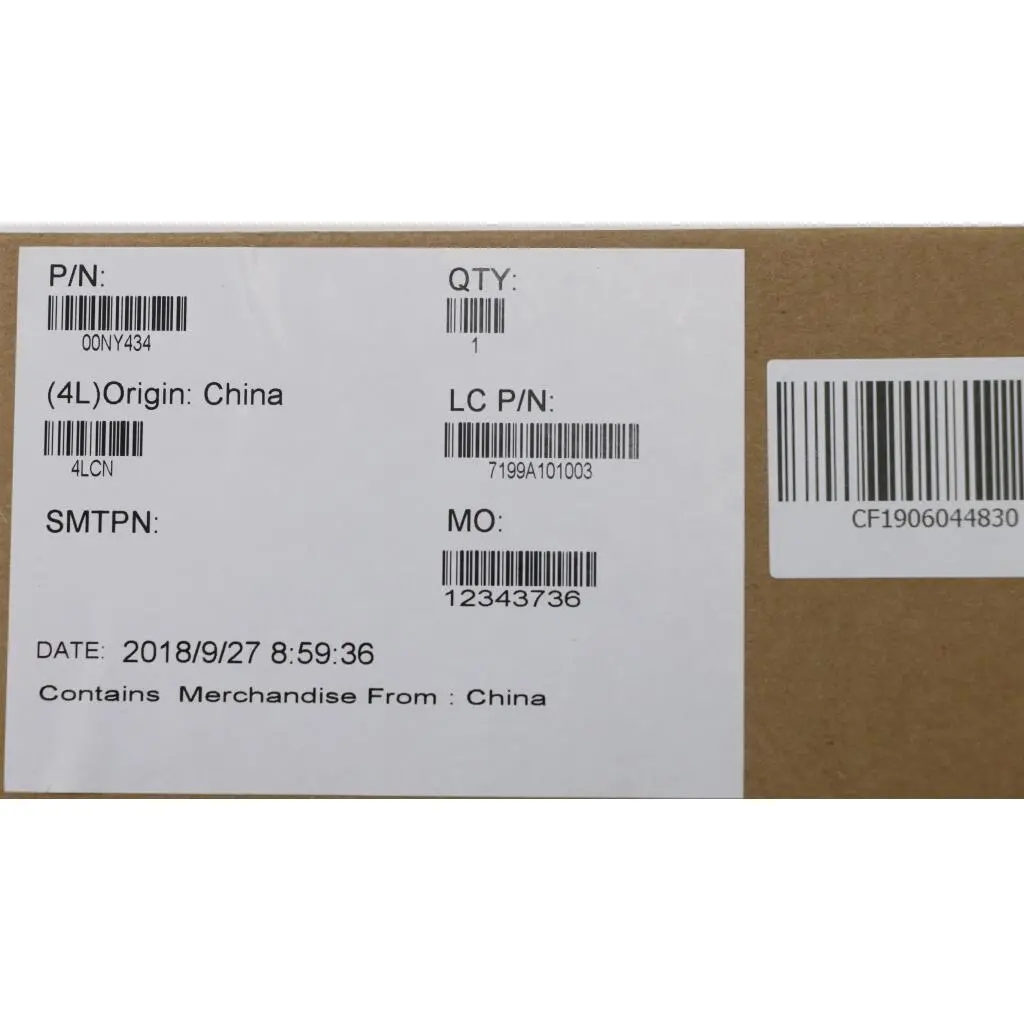 P/N:
00NY434
QTY:
1
(4L)Origin: China
4LCN
LC P/N:
7199A101003
SMTPN:
MO:
12343736
DATE: 2018/9/27 8:59:36
Contains Merchandise From : China
CF1906044830